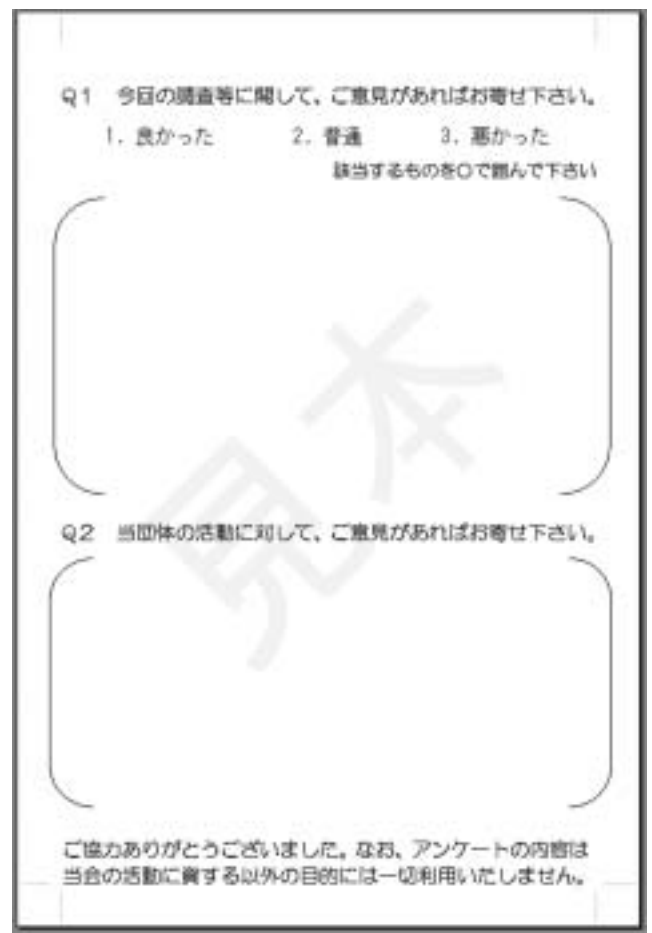 Q1 今回の調査等に関して、ご意見があればお寄せ下さい。
1. 良かった 2. 普通 3. 悪かった
該当するものを○で囲んで下さい
見本
Q2 当団体の活動に対して、ご意見があればお寄せ下さい。
ご協力ありがとうございました。なお、アンケートの内容は
当会の活動に資する以外の目的には一切利用いたしません。